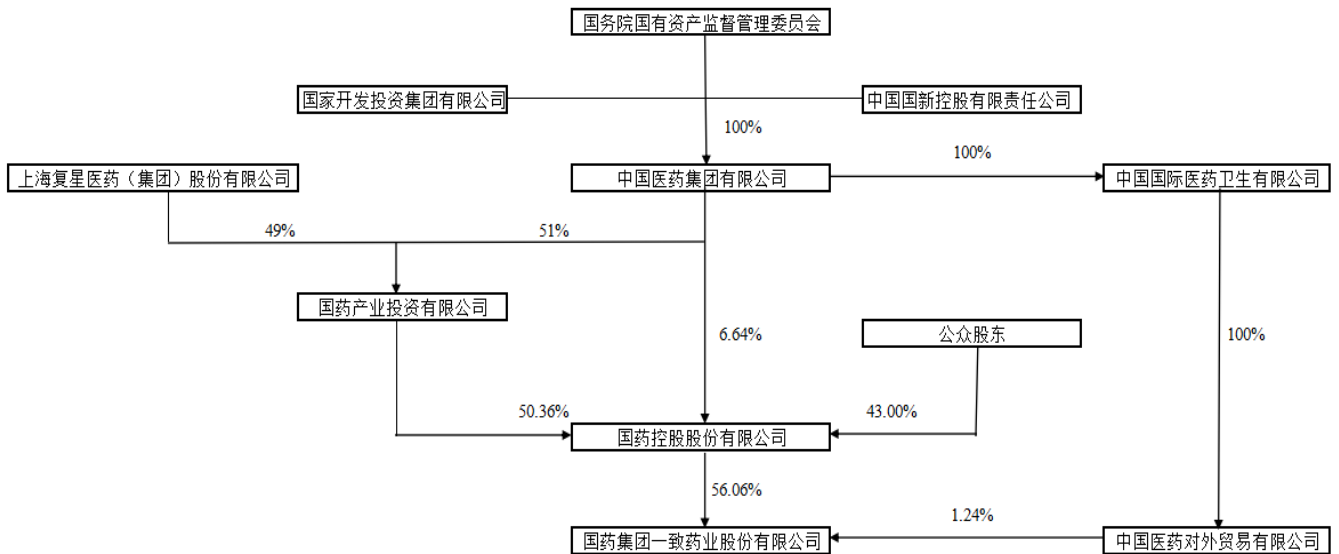 国务院国有资产监督管理委员会
国家开发投资集团有限公司
中国国新控股有限责任公司
100%
100%
上海复星医药（集团）股份有限公司
中国医药集团有限公司
中国国际医药卫生有限公司
49%
51%
国药产业投资有限公司
6.64%
公众股东
100%
50.36%
43.00%
国药控股股份有限公司
56.06%
1.24%
国药集团一致药业股份有限公司
中国医药对外贸易有限公司